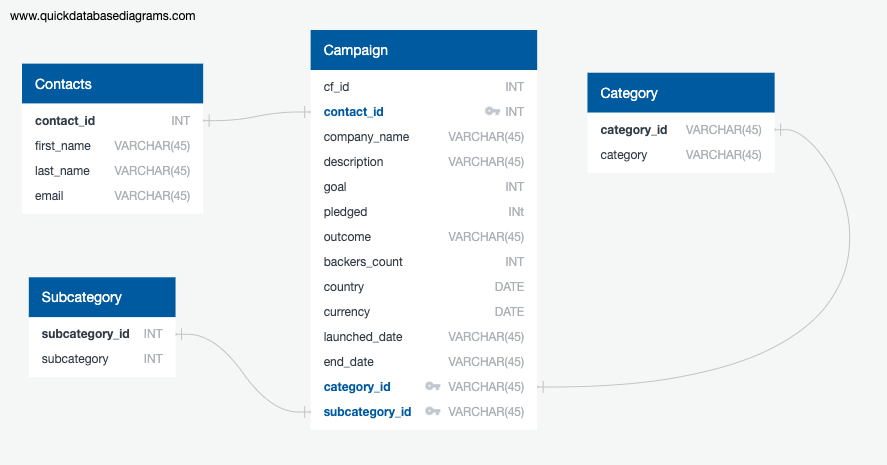 www.quickdatabasediagrams.com
Contacts
contact_id INT
first_name VARCHAR(45)
last_name VARCHAR(45)
email VARCHAR(45)
Subcategory
subcategory_id INT
subcategory INT
Campaign
cf_id INT
contact_id INT
company_name VARCHAR(45)
description VARCHAR(45)
goal INT
pledged INt
outcome VARCHAR(45)
backers_count INT
country DATE
currency DATE
launched_date VARCHAR(45)
end_date VARCHAR(45)
category_id VARCHAR(45)
subcategory_id VARCHAR(45)
Category
category_id VARCHAR(45)
category VARCHAR(45)